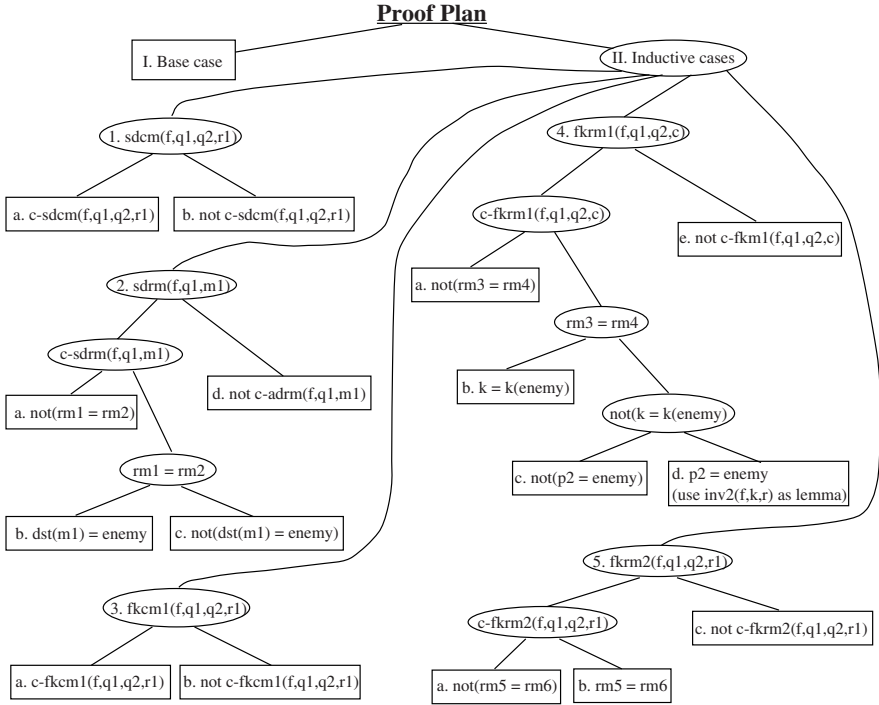 Proof Plan
I. Base case
II. Inductive cases
1. sdcm(f,q1,q2,r1)
a. c-sdcm(f,q1,q2,r1)
b. not c-sdcm(f,q1,q2,r1)
2. sdrm(f,q1,m1)
c-sdrm(f,q1,m1)
d. not c-adrm(f,q1,m1)
a. not(rm1 = rm2)
rm1 = rm2
b. dst(m1) = enemy
c. not(dst(m1) = enemy)
3. fkcm1(f,q1,q2,r1)
a. c-fkcm1(f,q1,q2,r1)
b. not c-fkcm1(f,q1,q2,r1)
4. fkrm1(f,q1,q2,c)
c-fkrm1(f,q1,q2,c)
e. not c-fkm1(f,q1,q2,c)
a. not(rm3 = rm4)
rm3 = rm4
b. k = k(enemy)
not(k = k(enemy)
c. not(p2 = enemy)
d. p2 = enemy
(use inv2(f,k,r) as lemma)
5. fkrm2(f,q1,q2,r1)
c-fkrm2(f,q1,q2,r1)
c. not c-fkrm2(f,q1,q2,r1)
a. not(rm5 = rm6)
b. rm5 = rm6